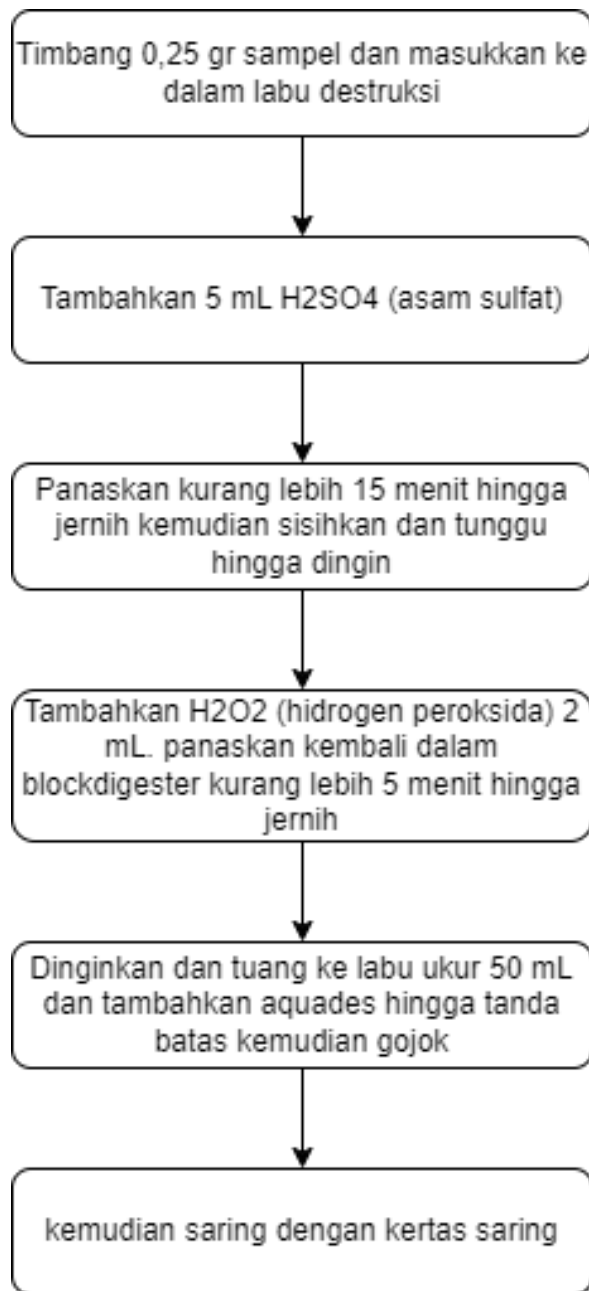 Timbang 0,25 gr sampel dan masukkan ke
dalam labu destruksi
Tambahkan 5 mL H2SO4 (asam sulfat)
Panaskan kurang lebih 15 menit hingga
jernih kemudian sisihkan dan tunggu
hingga dingin
Tambahkan H2O2 (hidrogen peroksida) 2
mL. panaskan kembali dalam
blockdigester kurang lebih 5 menit hingga
jernih
Dinginkan dan tuang ke labu ukur 50 mL
dan tambahkan aquades hingga tanda
batas kemudian gojok
kemudian saring dengan kertas saring